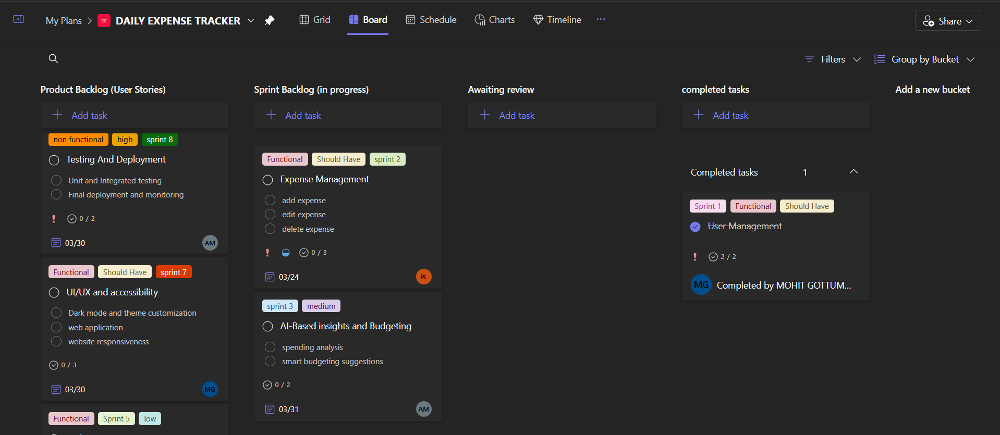 My Plans
DE
DAILY EXPENSE TRACKER
Grid
Board
Schedule
Charts
Timeline
Share
Filters
Group by Bucket
Product Backlog (User Stories)
Add task
non functional high sprint 8
Testing And Deployment
Unit and Integrated testing
Final deployment and monitoring
0 / 2
03/30
AM
Functional Should Have sprint 7
UI/UX and accessibility
Dark mode and theme customization
web application
website responsiveness
0 / 3
03/30
MG
Functional Sprint 5 low
Sprint Backlog (in progress)
Add task
Functional Should Have sprint 2
Expense Management
add expense
edit expense
delete expense
0 / 3
03/24
PL
sprint 3 medium
AI-Based insights and Budgeting
spending analysis
smart budgeting suggestions
0 / 2
03/31
AM
Awaiting review
Add task
completed tasks
Add task
Completed tasks 1
Sprint 1 Functional Should Have
User Management
2 / 2
MG
Completed by MOHIT GOTTUM...
Add a new bucket